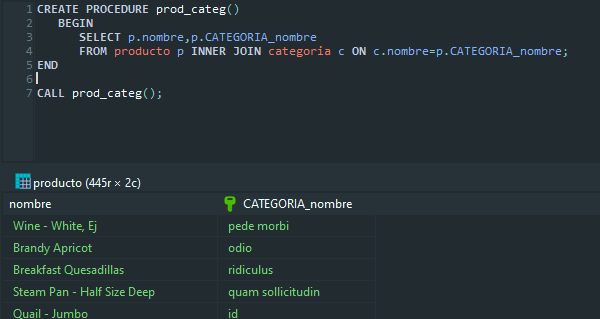 1 CREATE PROCEDURE prod_categ()
2 BEGIN
3 SELECT p.nombre,p.CATEGORIA_nombre
4 FROM producto p INNER JOIN categoria c ON c.nombre=p.CATEGORIA_nombre;
5 END
6
7 CALL prod_categ();
producto (445r × 2c)
nombre CATEGORIA_nombre
Wine - White, Ej pede morbi
Brandy Apricot odio
Breakfast Quesadillas ridiculus
Steam Pan - Half Size Deep quam sollicitudin
Quail - Jumbo id